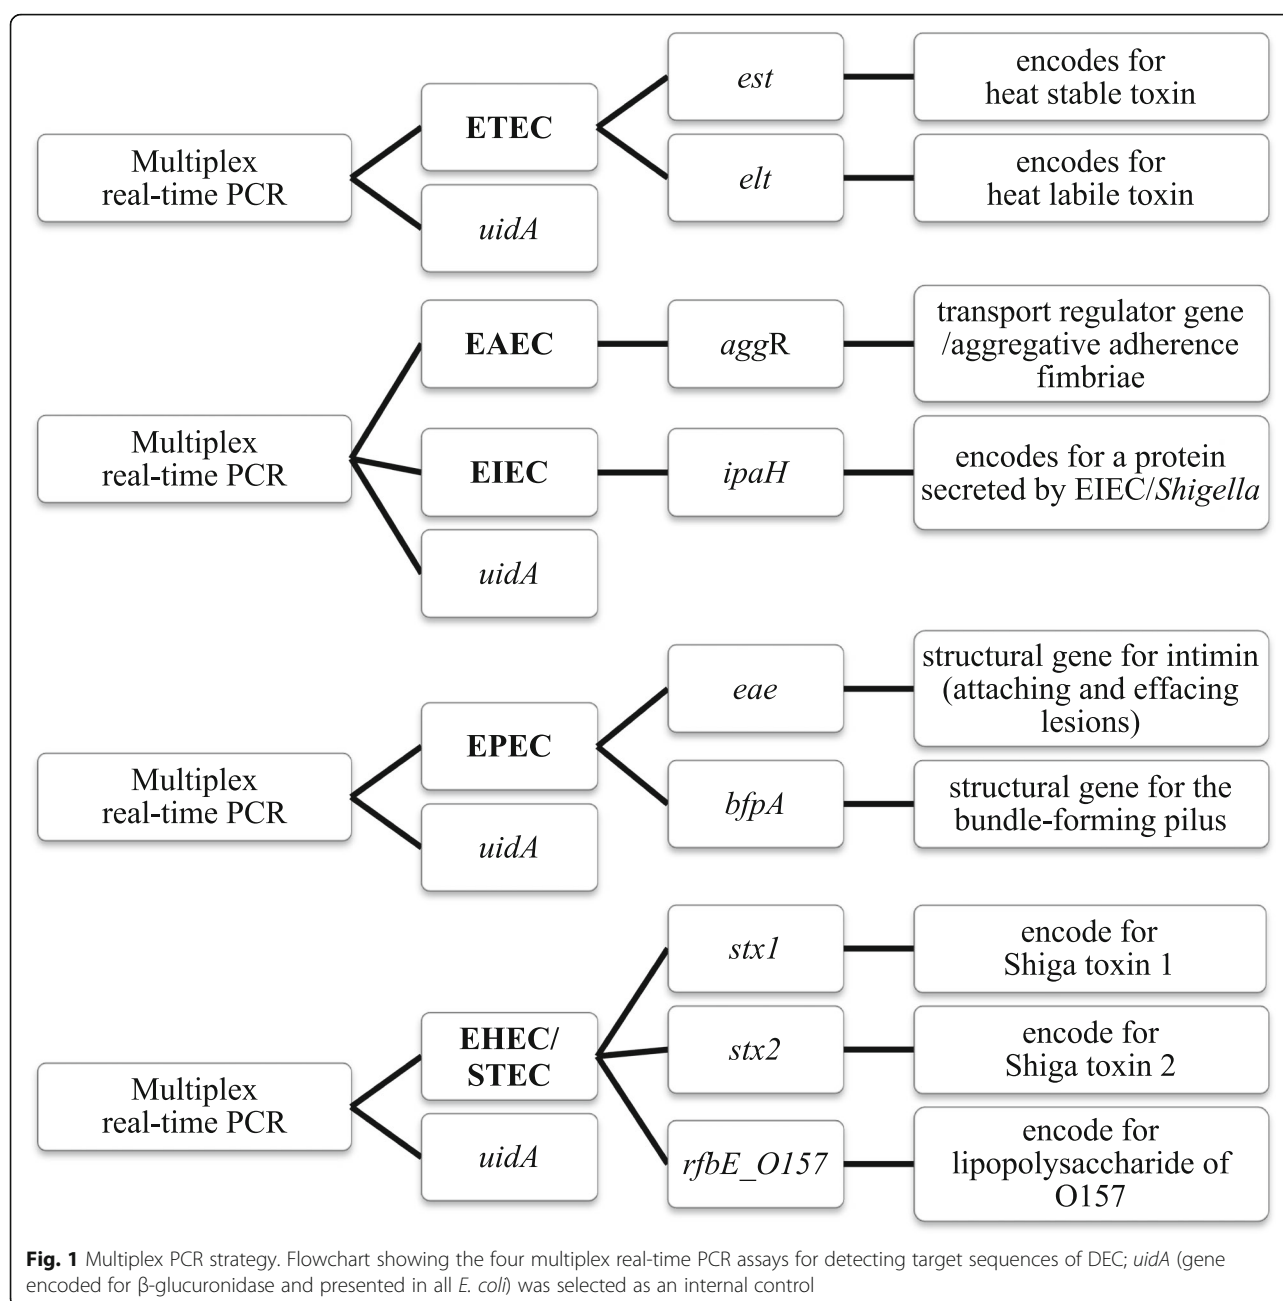 Multiplex
real-time PCR
ETEC
uidA
est
elt
encodes for
heat stable toxin
encodes for
heat labile toxin
Multiplex
real-time PCR
EAEC
EIEC
uidA
aggR
ipaH
transport regulator gene
/aggregative adherence
fimbriae
encodes for a protein
secreted by EIEC/Shigella
Multiplex
real-time PCR
EPEC
uidA
eae
bfpA
structural gene for intimin
(attaching and effacing
lesions)
structural gene for the
bundle-forming pilus
Multiplex
real-time PCR
EHEC/
STEC
uidA
stx1
stx2
rfbE_O157
encode for
Shiga toxin 1
encode for
Shiga toxin 2
encode for
lipopolysaccharide of
O157
Fig. 1 Multiplex PCR strategy. Flowchart showing the four multiplex real-time PCR assays for detecting target sequences of DEC; uidA (gene
encoded for β-glucuronidase and presented in all E. coli) was selected as an internal control